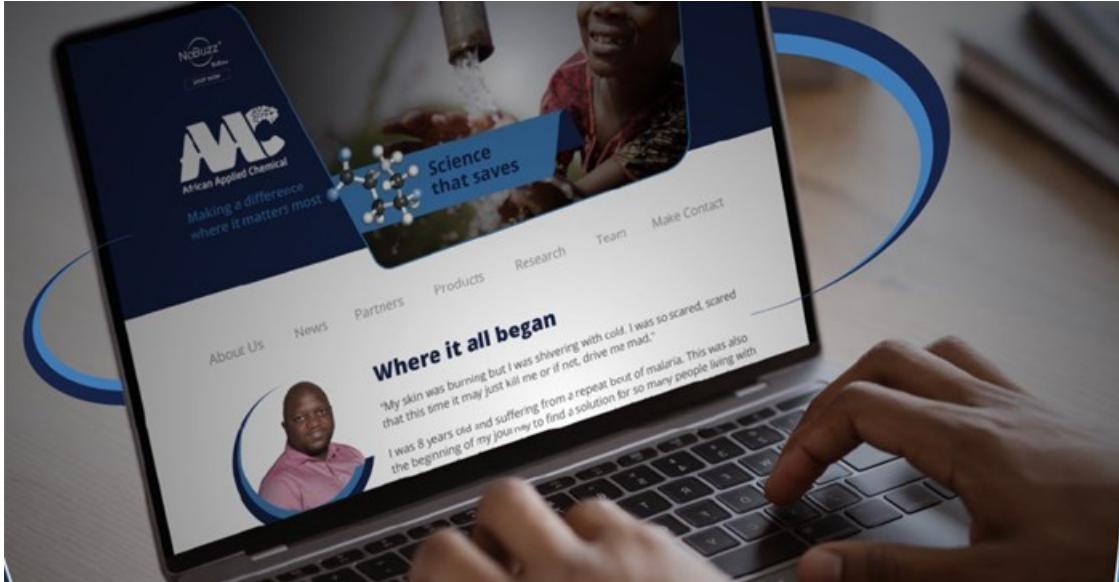 NoBuzz
SHOP NOW
AAC
African Applied Chemical
Making a difference
where it matters most
Science
that saves
About Us
News
Partners
Products
Research
Team
Make Contact
Where it all began
"My skin was burning but I was shivering with cold. I was so scared, scared
that this time it may just kill me or if not, drive me mad."
I was 8 years old and suffering from a repeat bout of malaria. This was also
the beginning of my journey to find a solution for so many people living with